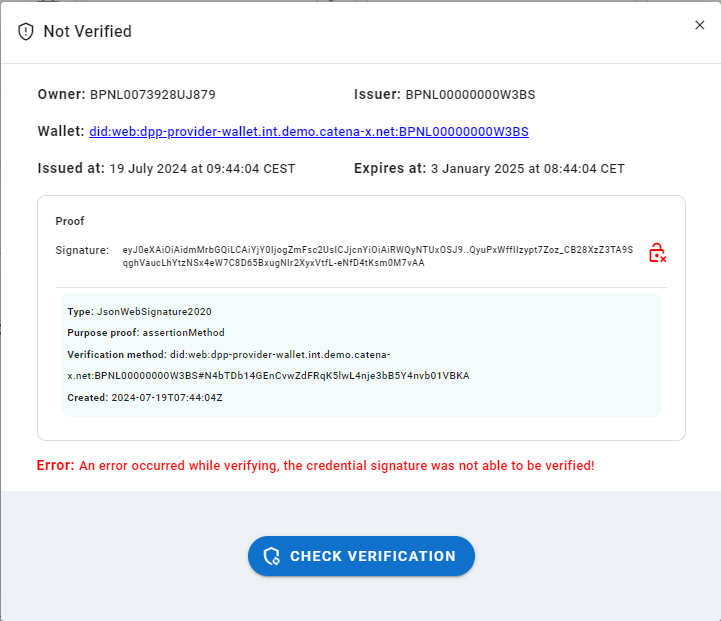 Not Verified
Owner: BPNL0073928UJ879
Issuer: BPNL00000000W3BS
Wallet: did:web:dpp-provider-wallet.int.demo.catena-x.net:BPNL00000000W3BS
Issued at: 19 July 2024 at 09:44:04 CEST
Expires at: 3 January 2025 at 08:44:04 CET
Proof
Signature: eyJ0eXAiOiAidmMrbGQiLCAiYjY0IjogZmFsc2UsICJjcnYiOiAiRWQyNTUxOSJ9..QyuPxWffIIzypt7Zoz_CB28XzZ3TA9S
qghVaucLhYtzNSx4eW7C8D65BxugNIr2XyxVtfL-eNfD4tKsm0M7vAA
Type: JsonWebSignature2020
Purpose proof: assertionMethod
Verification method: did:web:dpp-provider-wallet.int.demo.catena-
x.net:BPNL00000000W3BS#N4bTDb14GEnCvwZdFRqK5lwL4nje3bB5Y4nvb01VBKA
Created: 2024-07-19T07:44:04Z
Error: An error occurred while verifying, the credential signature was not able to be verified!
CHECK VERIFICATION